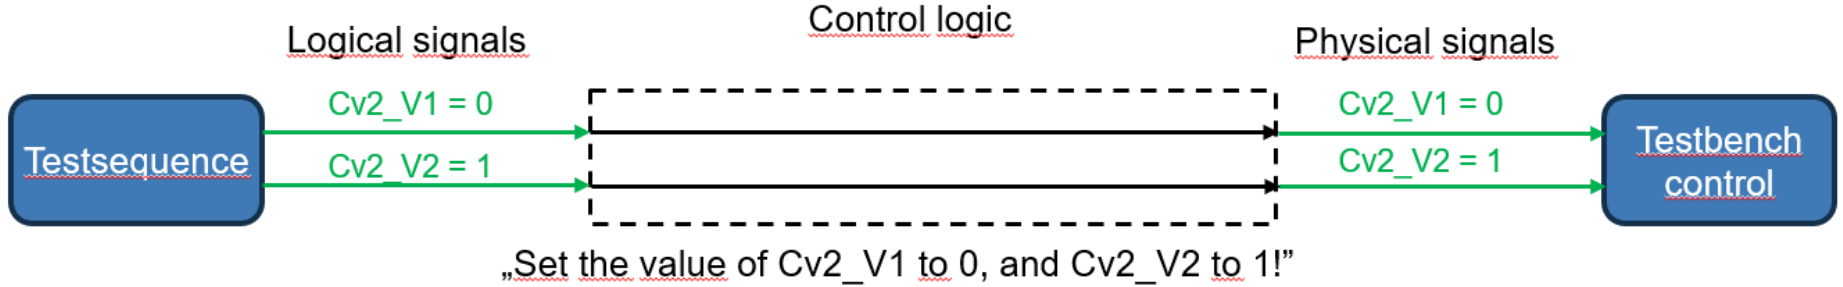 Control logic
Logical signals
Physical signals
Cv2_V1 = 0
Cv2_V1 = 0
Testsequence
Cv2_V2 = 1
Cv2_V2 = 1
Testbench
control
„Set the value of Cv2_V1 to 0, and Cv2_V2 to 1!”